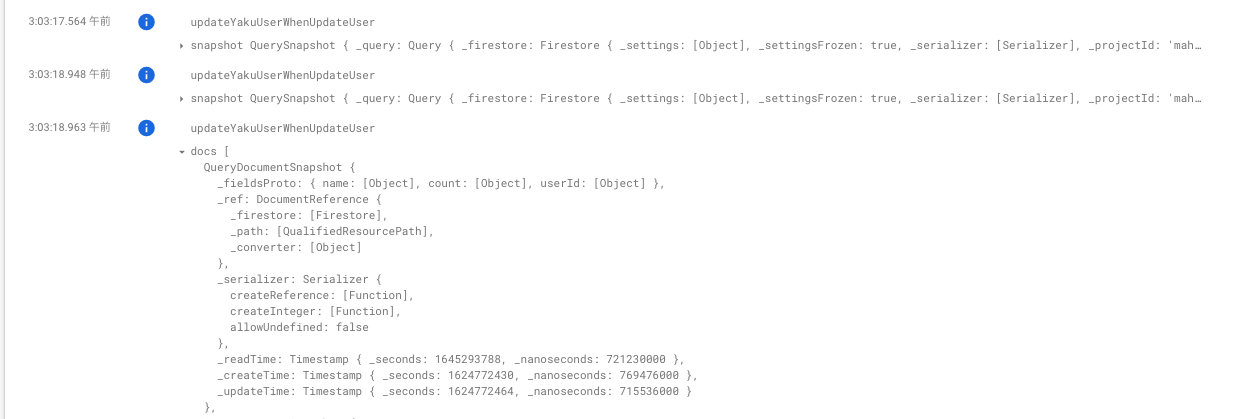 3:03:17.564 午前 updateYakuUserWhenUpdateUser
snapshot QuerySnapshot { _query: Query { _firestore: Firestore { _settings: [Object], _settingsFrozen: true, _serializer: [Serializer], _projectId: 'mah…
3:03:18.948 午前 updateYakuUserWhenUpdateUser
snapshot QuerySnapshot { _query: Query { _firestore: Firestore { _settings: [Object], _settingsFrozen: true, _serializer: [Serializer], _projectId: 'mah…
3:03:18.963 午前 updateYakuUserWhenUpdateUser
docs [
QueryDocumentSnapshot {
_fieldsProto: { name: [Object], count: [Object], userId: [Object] },
_ref: DocumentReference {
_firestore: [Firestore],
_path: [QualifiedResourcePath],
_converter: [Object]
},
_serializer: Serializer {
createReference: [Function],
createInteger: [Function],
allowUndefined: false
},
_readTime: Timestamp { _seconds: 1645293788, _nanoseconds: 721230000 },
_createTime: Timestamp { _seconds: 1624772430, _nanoseconds: 769476000 },
_updateTime: Timestamp { _seconds: 1624772464, _nanoseconds: 715536000 }
},